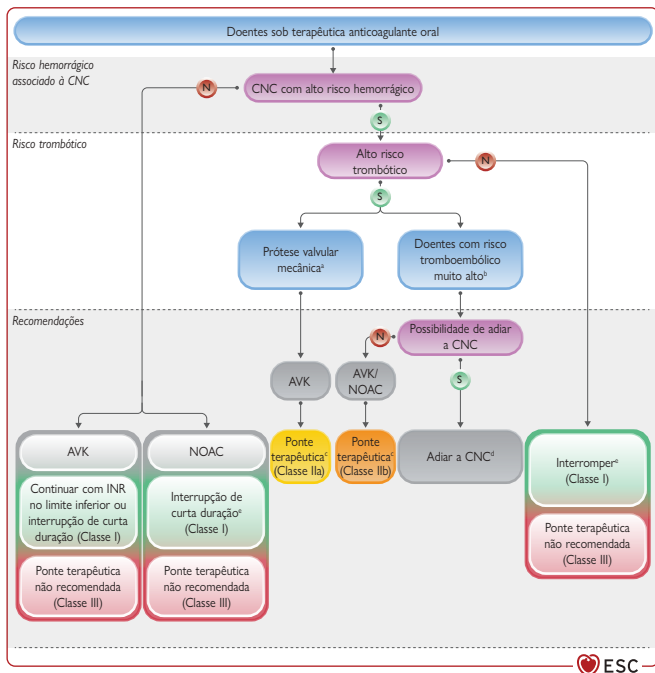 Doentes sob terapêutica anticoagulante oral
Risco hemorrágico
associado à CNC
N
CNC com alto risco hemorrágico
S
Risco trombótico
Alto risco
trombótico
N
S
Prótese valvular
mecânicaᵃ
Doentes com risco
tromboembólico
muito altoᵇ
Recomendações
Possibilidade de adiar
a CNC
N
S
AVK
AVK/
NOAC
AVK
NOAC
Ponte
terapêuticaᶜ
(Classe IIa)
Ponte
terapêuticaᶜ
(Classe IIb)
Adiar a CNCᵈ
Interromperᵉ
(Classe I)
Continuar com INR
no limite inferior ou
interrupção de curta
duração (Classe I)
Interrupção de
curta duraçãoᵉ
(Classe I)
Ponte terapêutica
não recomendada
(Classe III)
Ponte terapêutica
não recomendada
(Classe III)
Ponte terapêutica
não recomendada
(Classe III)
ESC